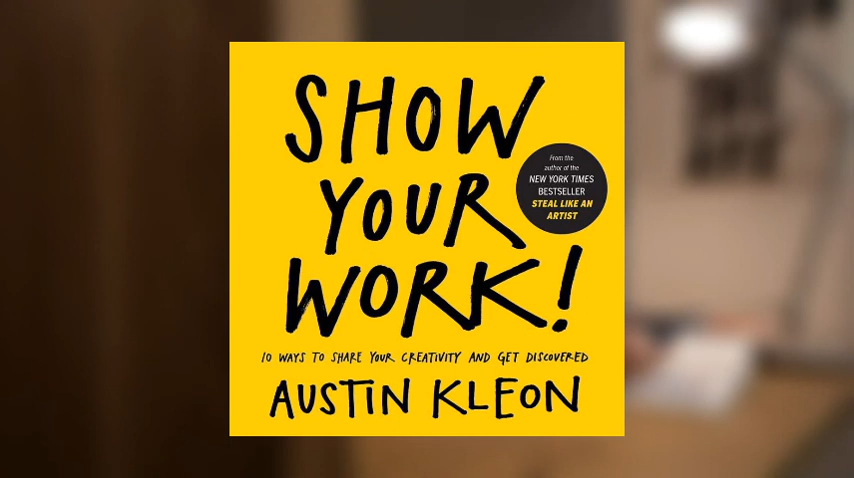 SHOW
YOUR
WORK!
From the
author of the
NEW YORK TIMES
BESTSELLER
STEAL LIKE AN
ARTIST
10 WAYS TO SHARE YOUR CREATIVITY AND GET DISCOVERED
AUSTIN KLEON